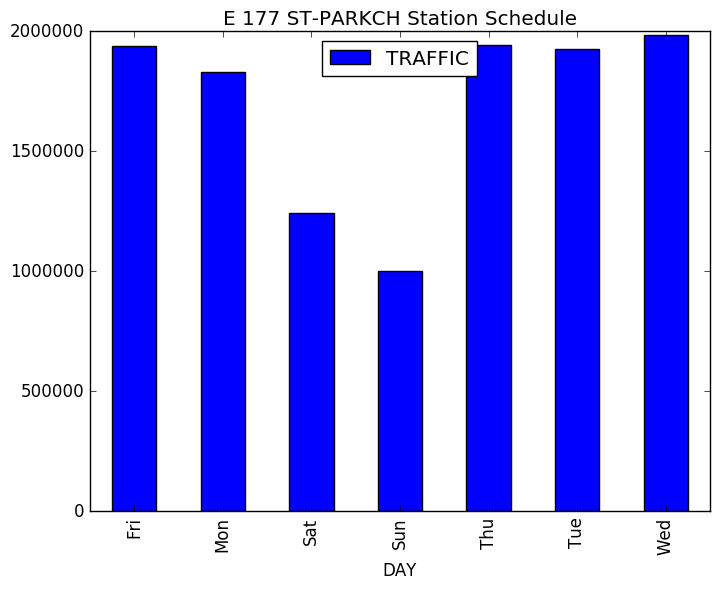 E 177 ST-PARKCH Station Schedule
TRAFFIC
2000000
1500000
1000000
500000
0
Fri
Mon
Sat
Sun
Thu
Tue
Wed
DAY